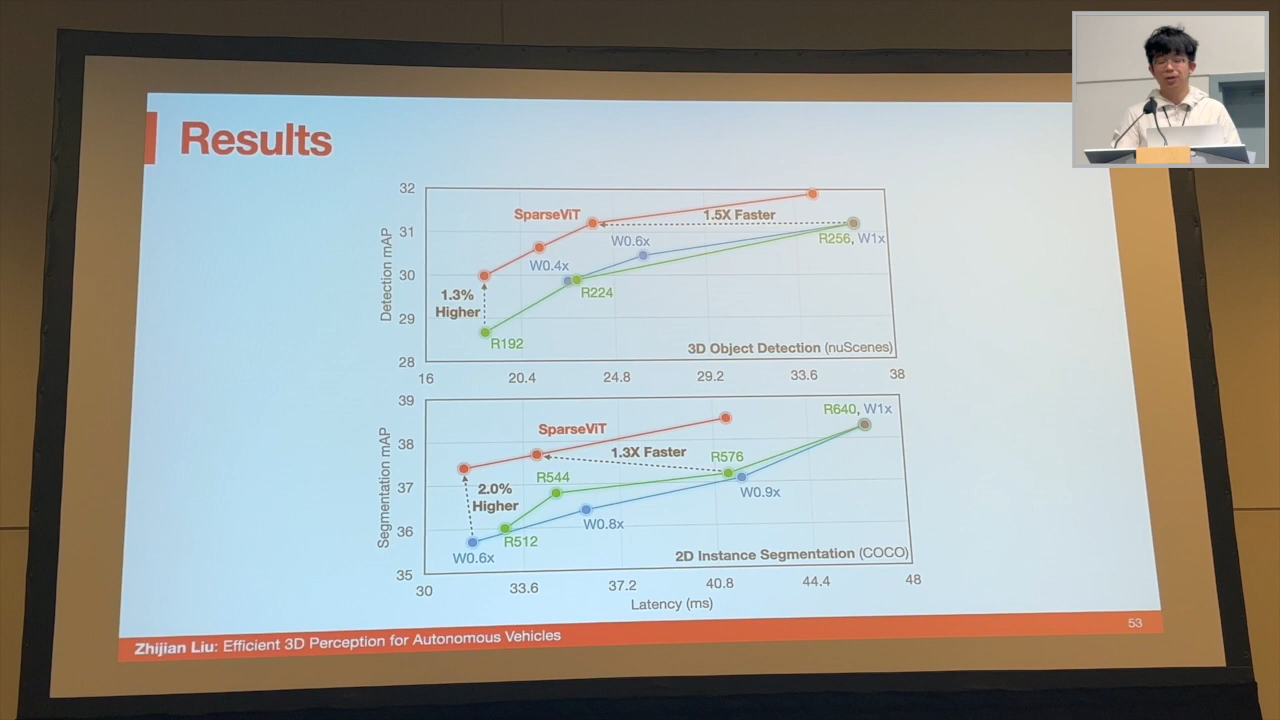 Results
32
31
30
29
28
Detection mAP
SparseViT
1.5X Faster
W0.6x
R256, W1x
W0.4x
R224
1.3%
Higher
R192
3D Object Detection (nuScenes)
16 20.4 24.8 29.2 33.6 38
39
38
37
36
35
Segmentation mAP
R640, W1x
SparseViT
1.3X Faster
R576
R544
2.0%
Higher
W0.9x
W0.8x
R512
W0.6x
2D Instance Segmentation (COCO)
30 33.6 37.2 40.8 44.4 48
Latency (ms)
Zhijian Liu: Efficient 3D Perception for Autonomous Vehicles
53